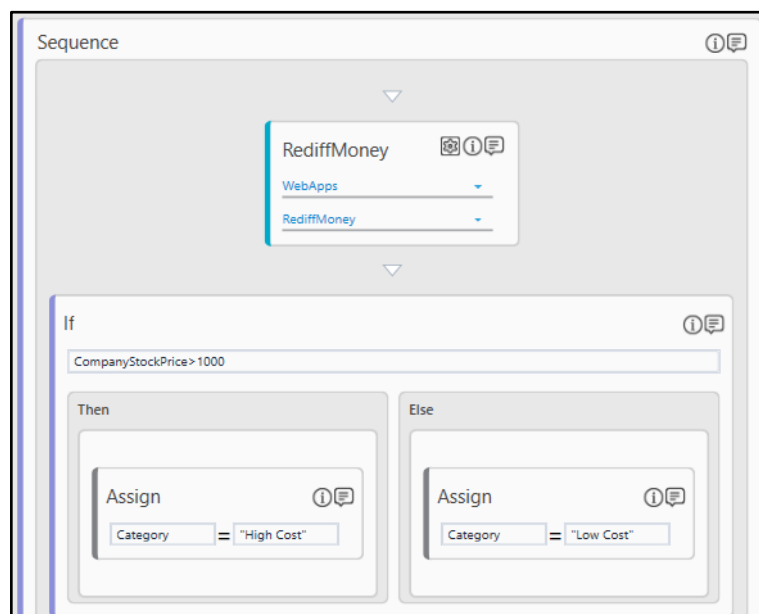 Sequence
RediffMoney
WebApps
RediffMoney
If
CompanyStockPrice>1000
Then
Else
Assign
Assign
Category = "High Cost"
Category = "Low Cost"